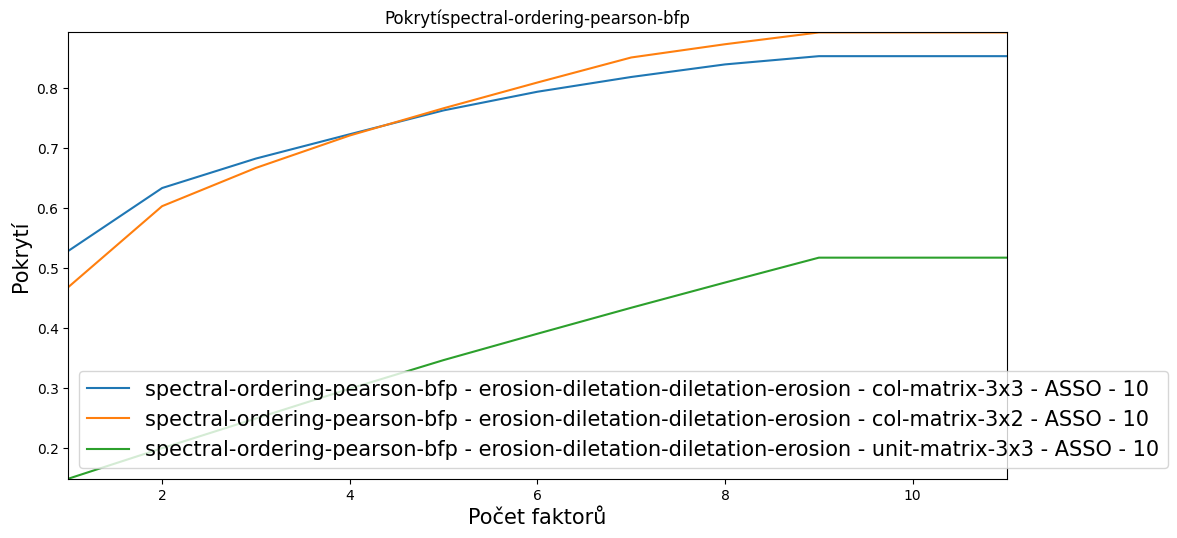 Pokrytíspectral-ordering-pearson-bfp
Pokrytí
0.8
0.7
0.6
0.5
0.4
0.3
0.2
spectral-ordering-pearson-bfp - erosion-diletation-diletation-erosion - col-matrix-3x3 - ASSO - 10
spectral-ordering-pearson-bfp - erosion-diletation-diletation-erosion - col-matrix-3x2 - ASSO - 10
spectral-ordering-pearson-bfp - erosion-diletation-diletation-erosion - unit-matrix-3x3 - ASSO - 10
2 4 6 8 10
Počet faktorů